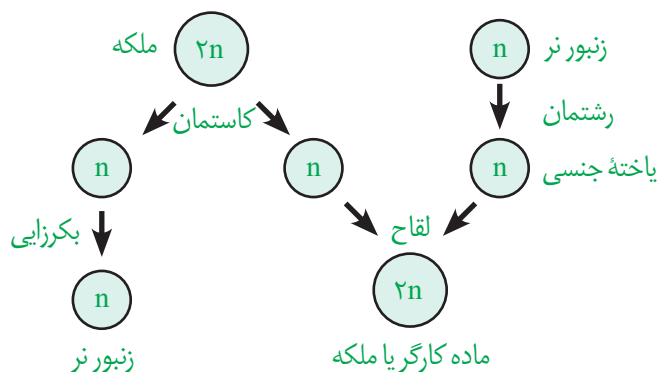 ملکه
۲n
n
زنبور نر
کاستمان
رشتمان
n
n
n
یاختهٔ جنسی
بکرزایی
لقاح
n
۲n
زنبور نر
ماده کارگر یا ملکه